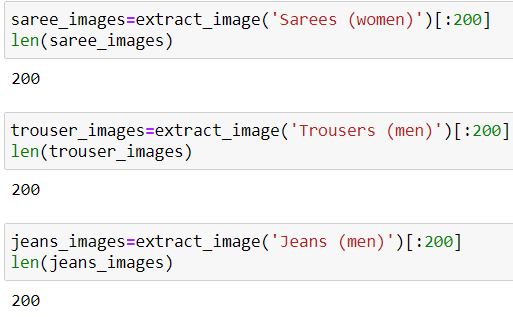 saree_images=extract_image('Sarees (women)')[:200]
len(saree_images)
200
trouser_images=extract_image('Trousers (men)')[:200]
len(trouser_images)
200
jeans_images=extract_image('Jeans (men)')[:200]
len(jeans_images)
200